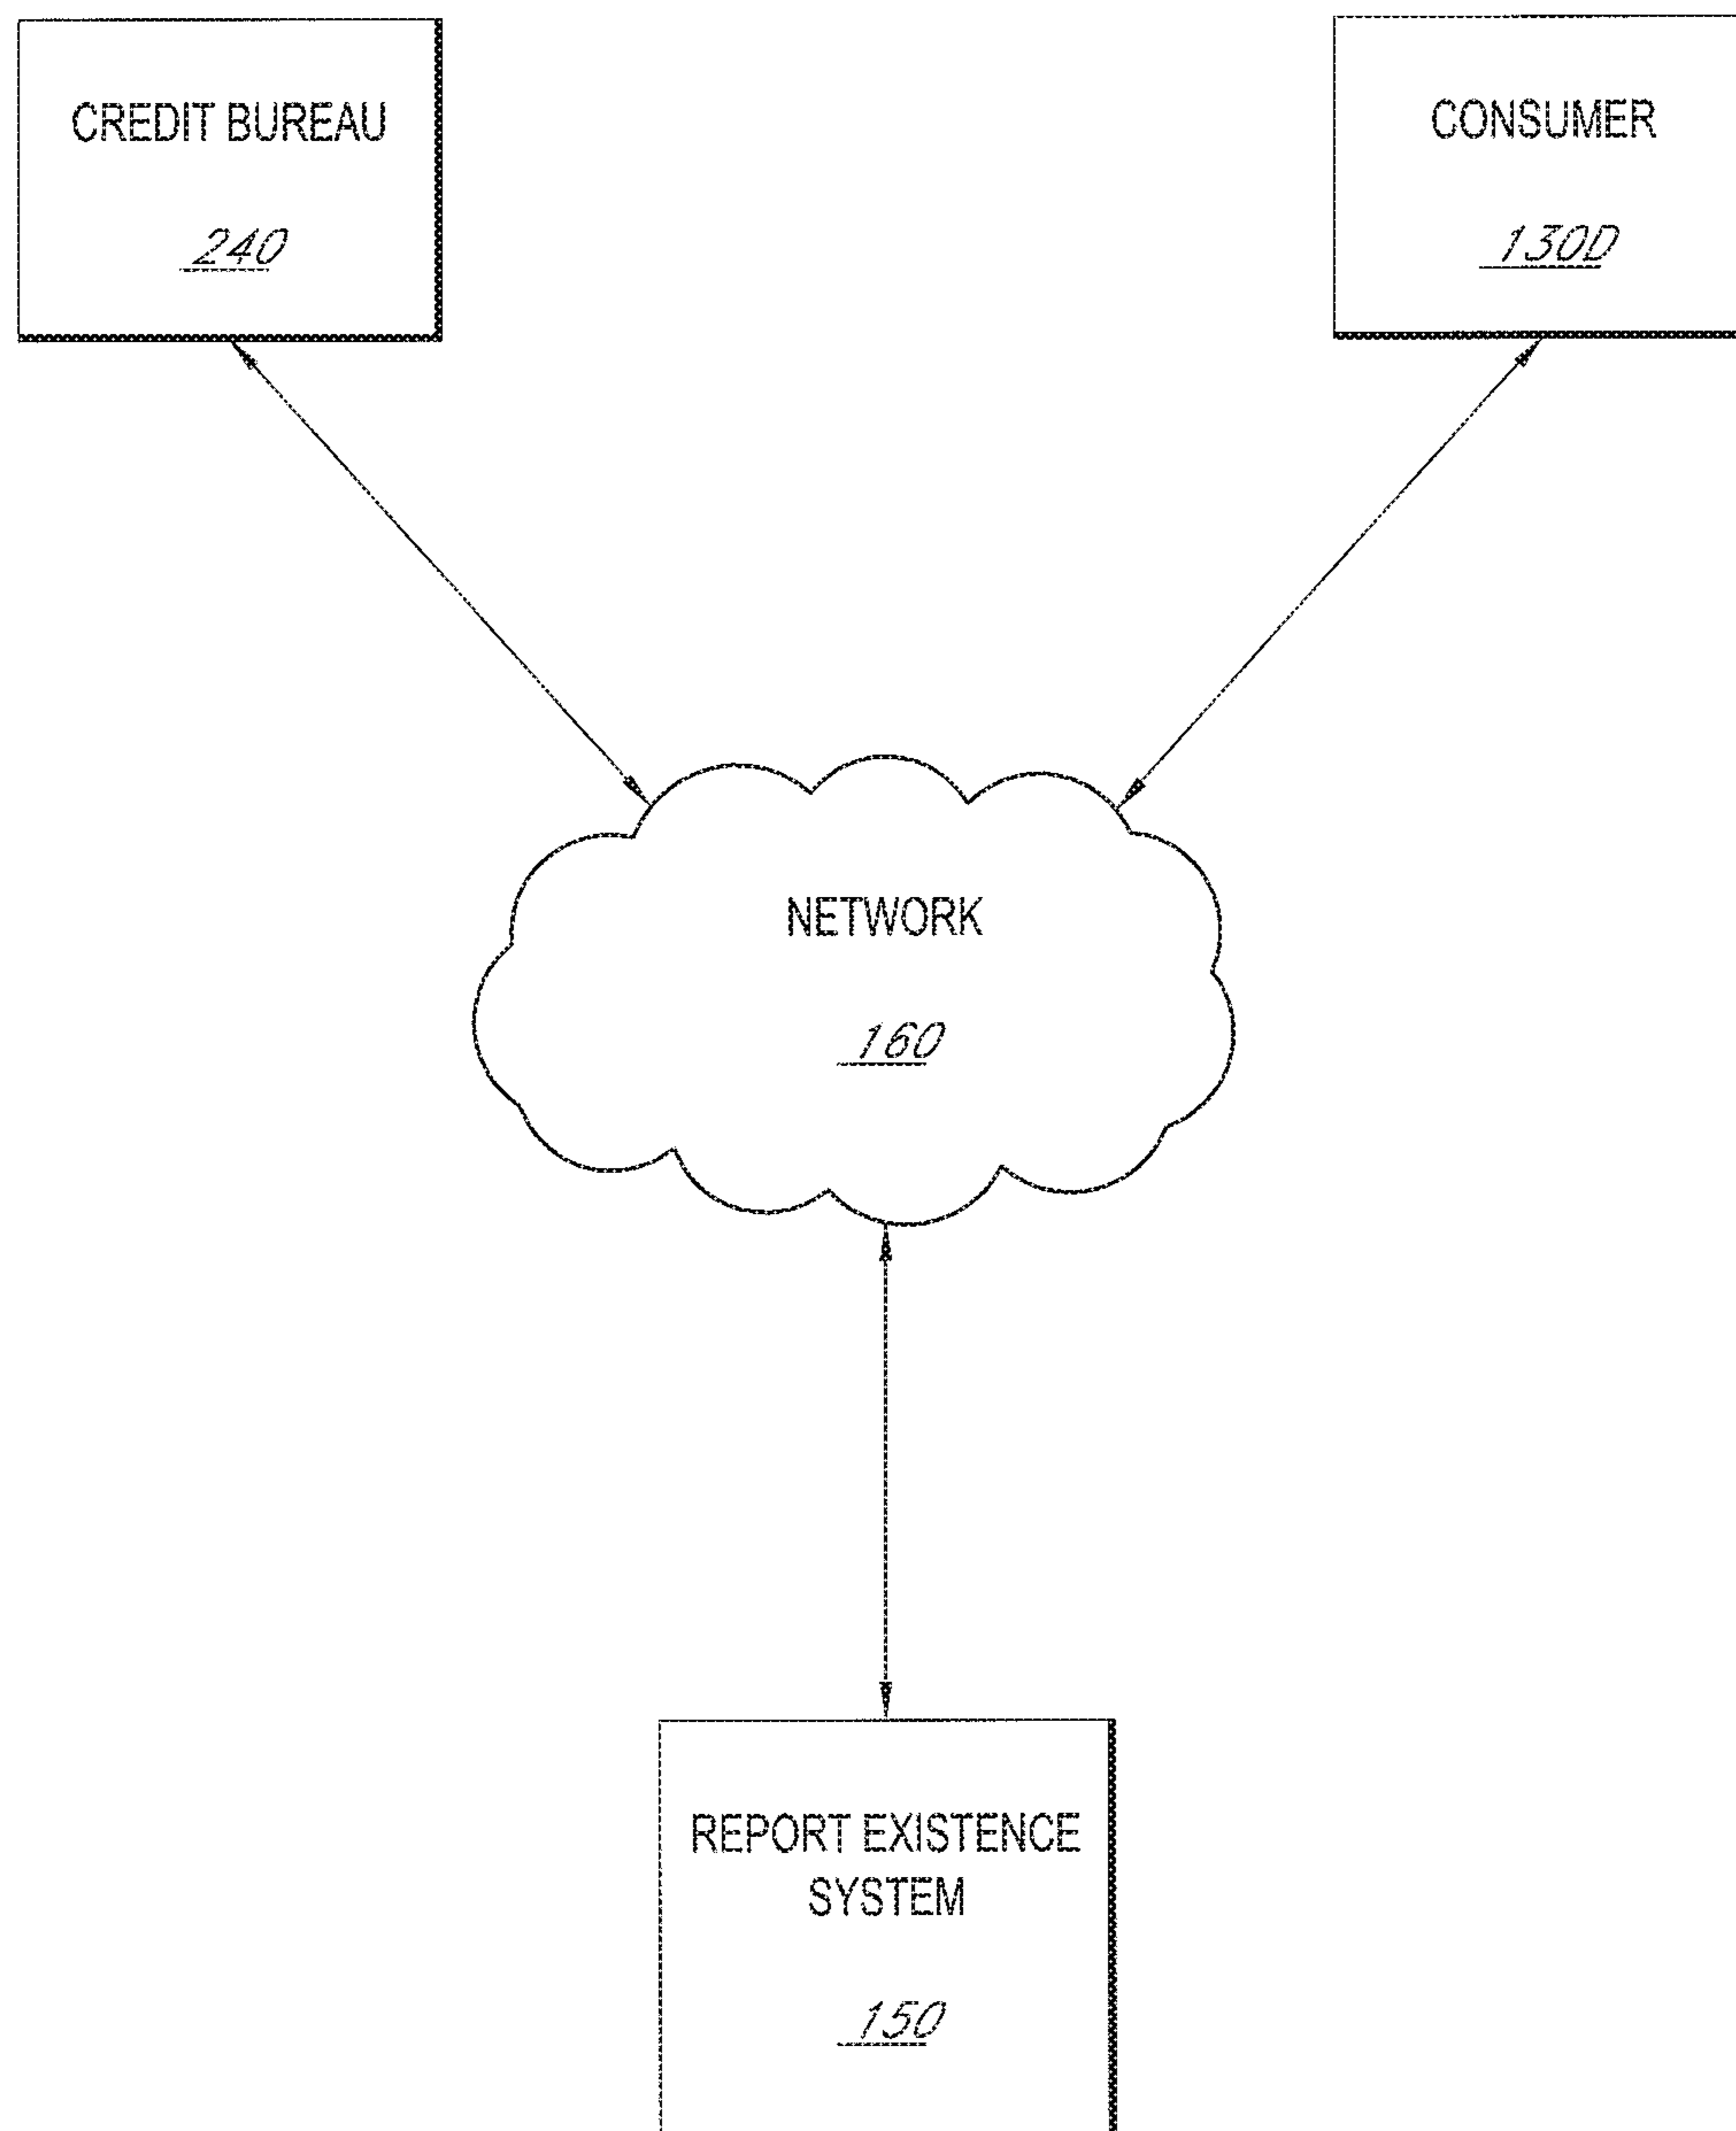 CREDIT BUREAU
240
CONSUMER
130D
NETWORK
160
REPORT EXISTENCE
SYSTEM
150